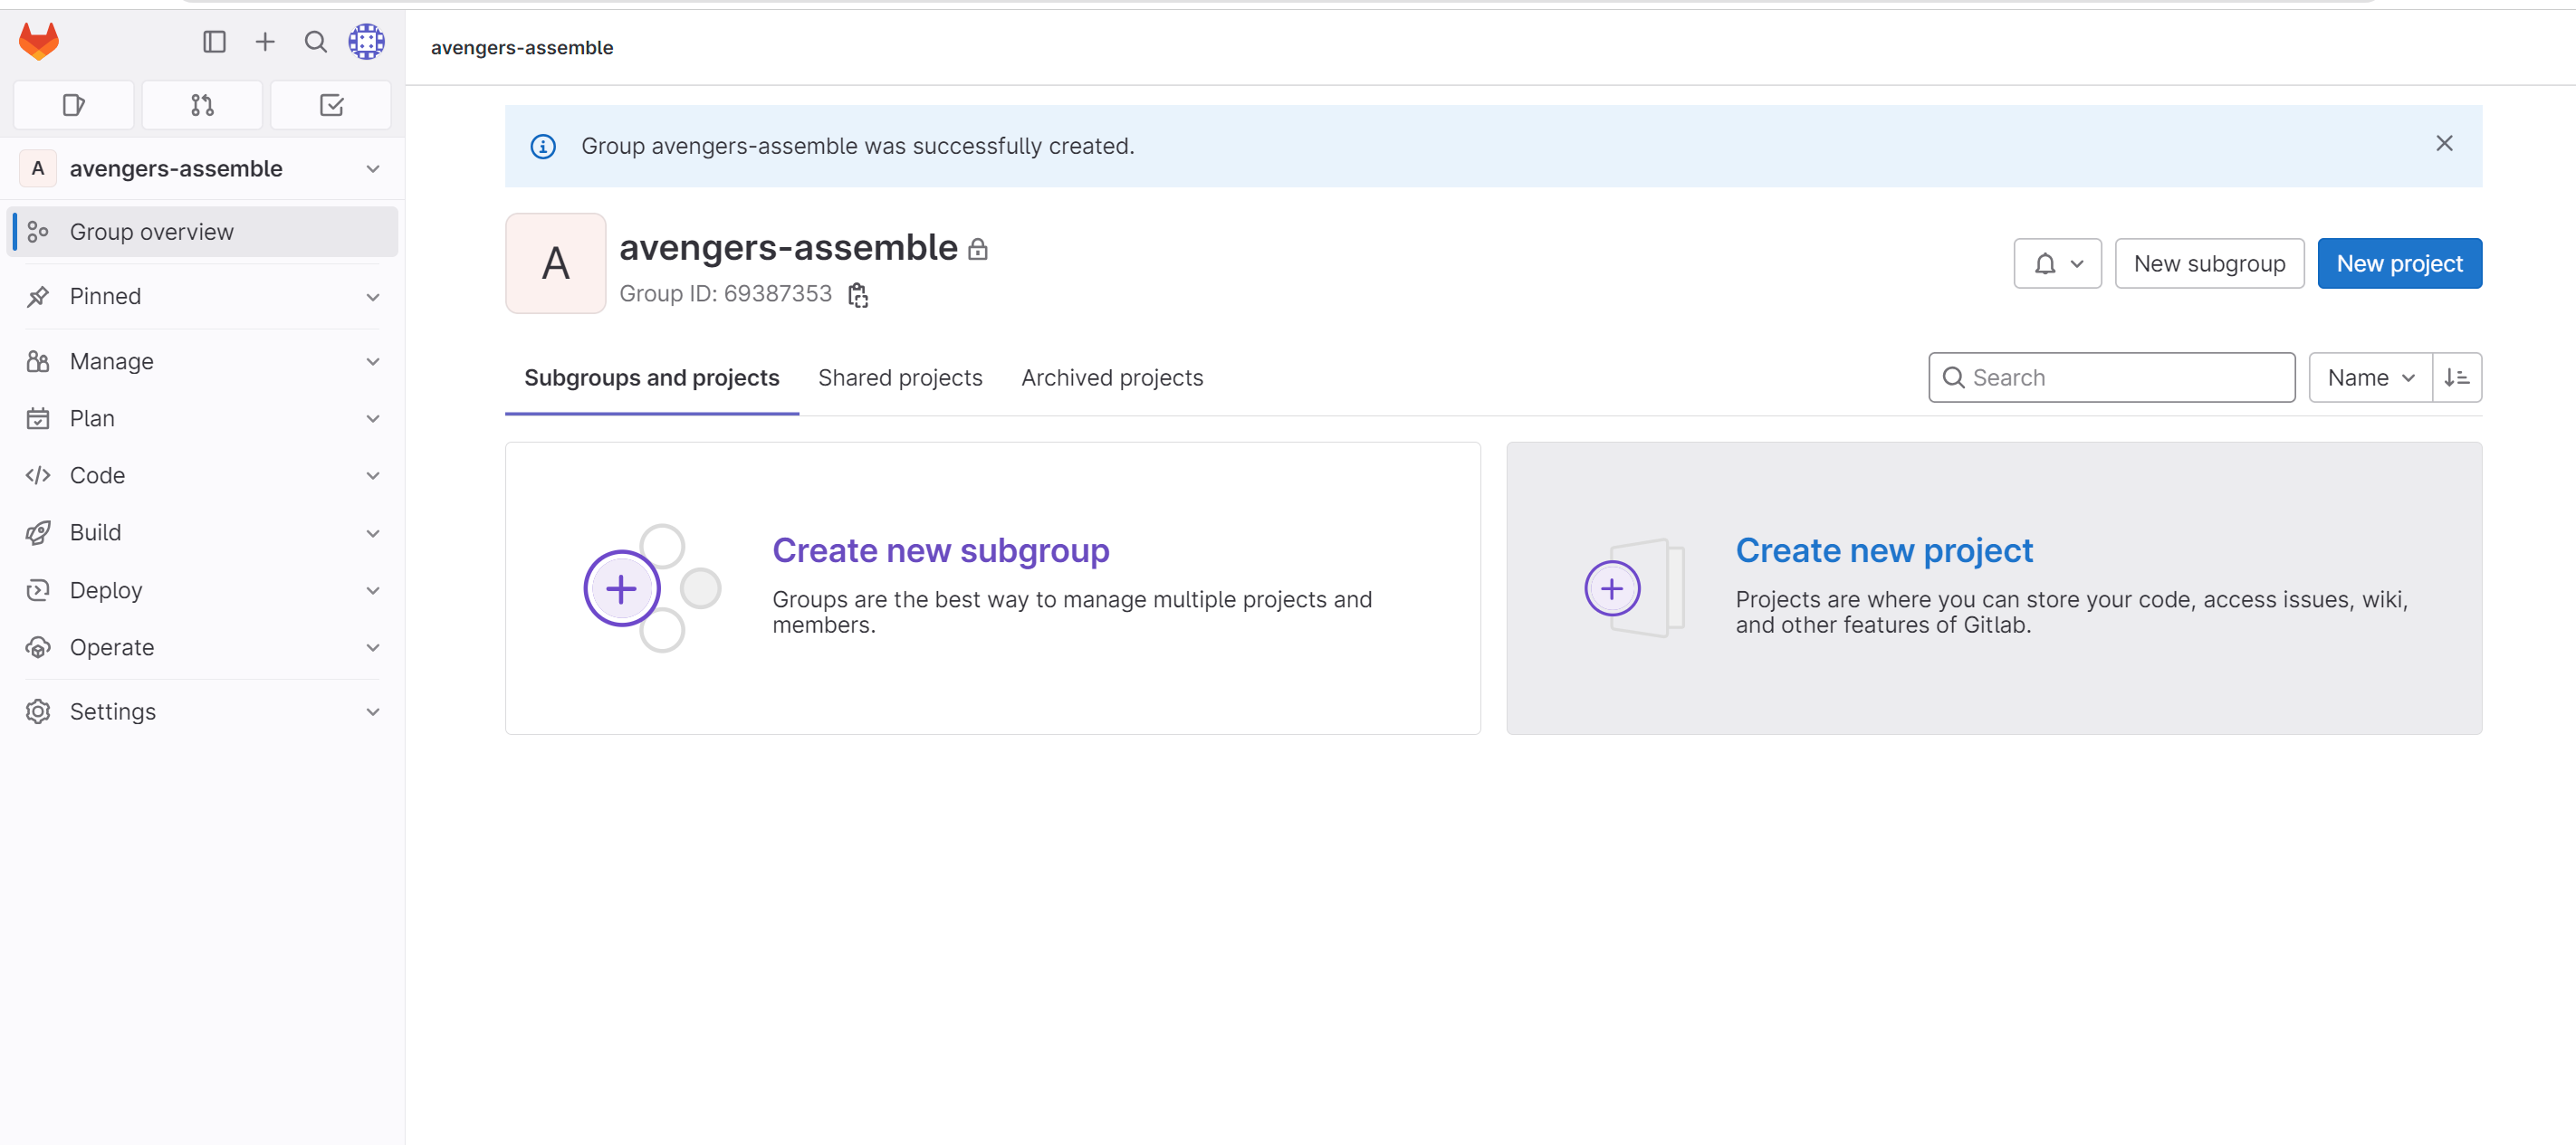 avengers-assemble
Group avengers-assemble was successfully created.
A avengers-assemble
Group overview
Pinned
Manage
Plan
Code
Build
Deploy
Operate
Settings
A
avengers-assemble
Group ID: 69387353
New subgroup
New project
Subgroups and projects
Shared projects
Archived projects
Search
Name
Create new subgroup
Groups are the best way to manage multiple projects and
members.
Create new project
Projects are where you can store your code, access issues, wiki,
and other features of Gitlab.